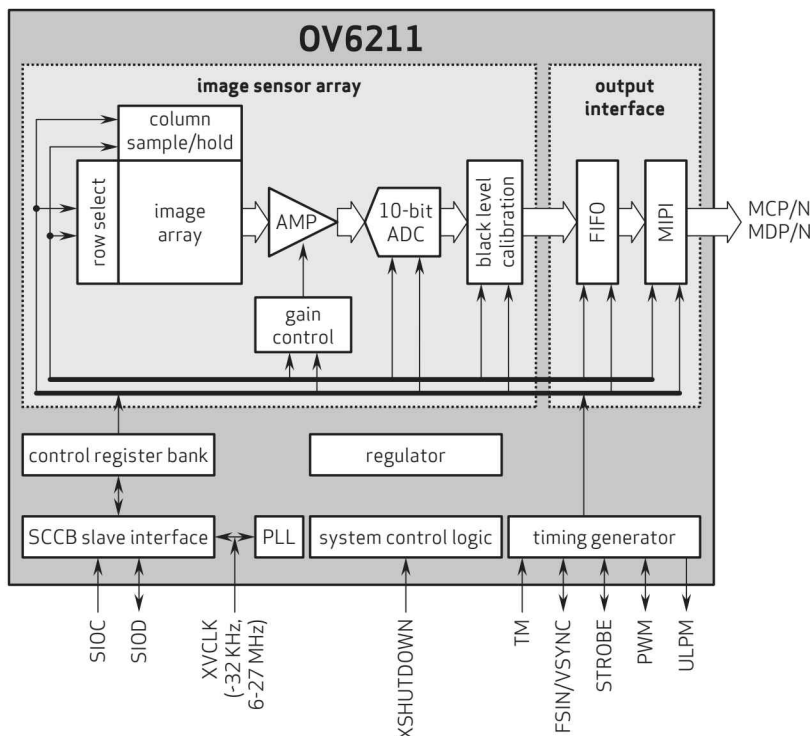 OV6211
image sensor array
output
interface
column
sample/hold
row select
image
array
AMP
10-bit
ADC
black level
calibration
FIFO
MIPI
MCP/N
MDP/N
gain
control
control register bank
regulator
SCCB slave interface
PLL
system control logic
timing generator
SIOC
SIOD
XVCLK
(-32 KHz,
6-27 MHz)
XSHUTDOWN
TM
FSIN/VSYNC
STROBE
PWM
ULPM